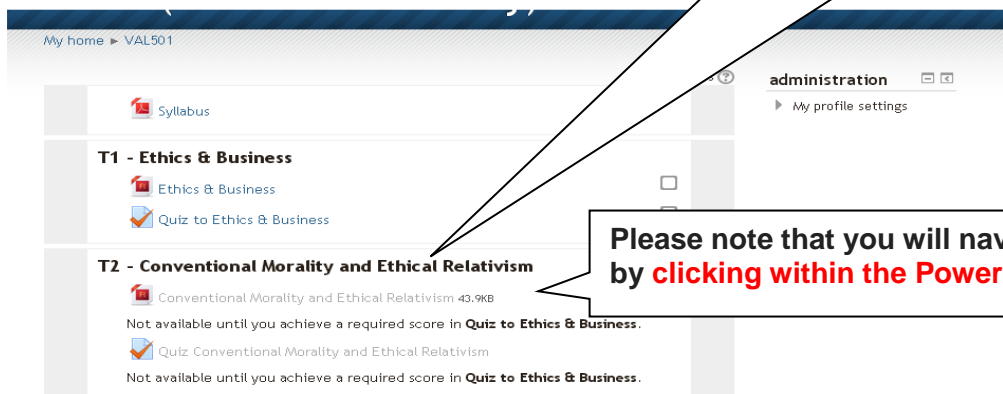 My home ► VAL501
administration
My profile settings
Syllabus
T1 - Ethics & Business
Ethics & Business
Quiz to Ethics & Business
Please note that you will nav
by clicking within the Power
T2 - Conventional Morality and Ethical Relativism
Conventional Morality and Ethical Relativism 43.9KB
Not available until you achieve a required score in Quiz to Ethics & Business.
Quiz Conventional Morality and Ethical Relativism
Not available until you achieve a required score in Quiz to Ethics & Business.